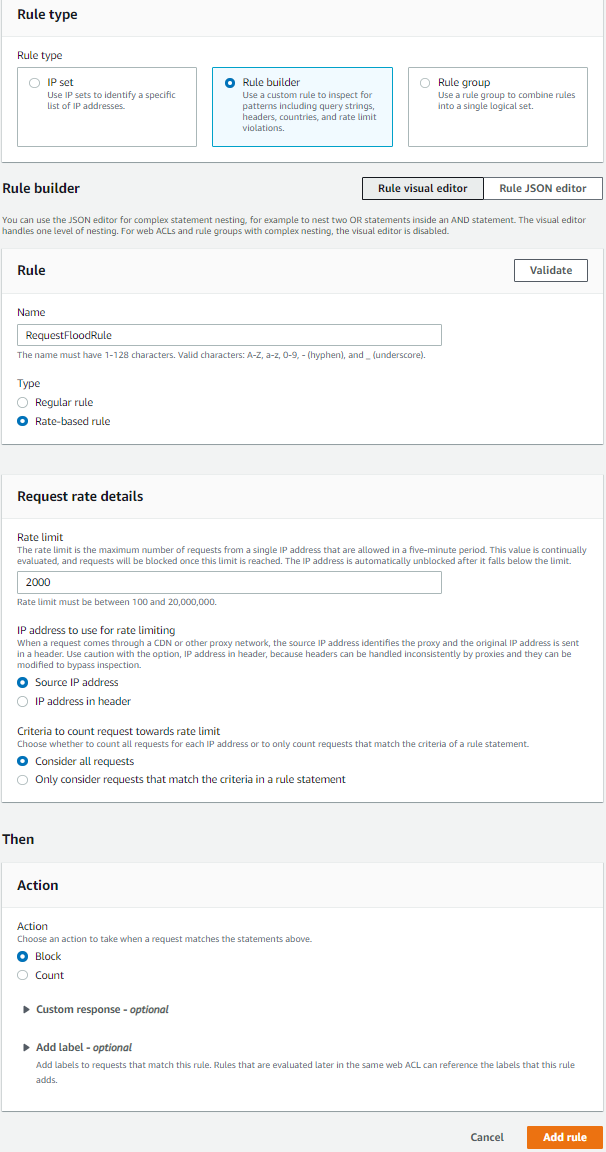 Rule type
Rule type
IP set
Use IP sets to identify a specific
list of IP addresses.
Rule builder
Use a custom rule to inspect for
patterns including query strings,
headers, countries, and rate limit
violations.
Rule group
Use a rule group to combine rules
into a single logical set.
Rule builder
Rule visual editor
Rule JSON editor
You can use the JSON editor for complex statement nesting, for example to nest two OR statements inside an AND statement. The visual editor
handles one level of nesting. For web ACLs and rule groups with complex nesting, the visual editor is disabled.
Rule
Validate
Name
RequestFloodRule
The name must have 1-128 characters. Valid characters: A-Z, a-z, 0-9, - (hyphen), and _ (underscore).
Type
Regular rule
Rate-based rule
Request rate details
Rate limit
The rate limit is the maximum number of requests from a single IP address that are allowed in a five-minute period. This value is continually
evaluated, and requests will be blocked once this limit is reached. The IP address is automatically unblocked after it falls below the limit.
2000
Rate limit must be between 100 and 20,000,000.
IP address to use for rate limiting
When a request comes through a CDN or other proxy network, the source IP address identifies the proxy and the original IP address is sent
in a header. Use caution with the option, IP address in header, because headers can be handled inconsistently by proxies and they can be
modified to bypass inspection.
Source IP address
IP address in header
Criteria to count request towards rate limit
Choose whether to count all requests for each IP address or to only count requests that match the criteria of a rule statement.
Consider all requests
Only consider requests that match the criteria in a rule statement
Then
Action
Action
Choose an action to take when a request matches the statements above.
Block
Count
Custom response - optional
Add label - optional
Add labels to requests that match this rule. Rules that are evaluated later in the same web ACL can reference the labels that this rule
adds.
Cancel
Add rule